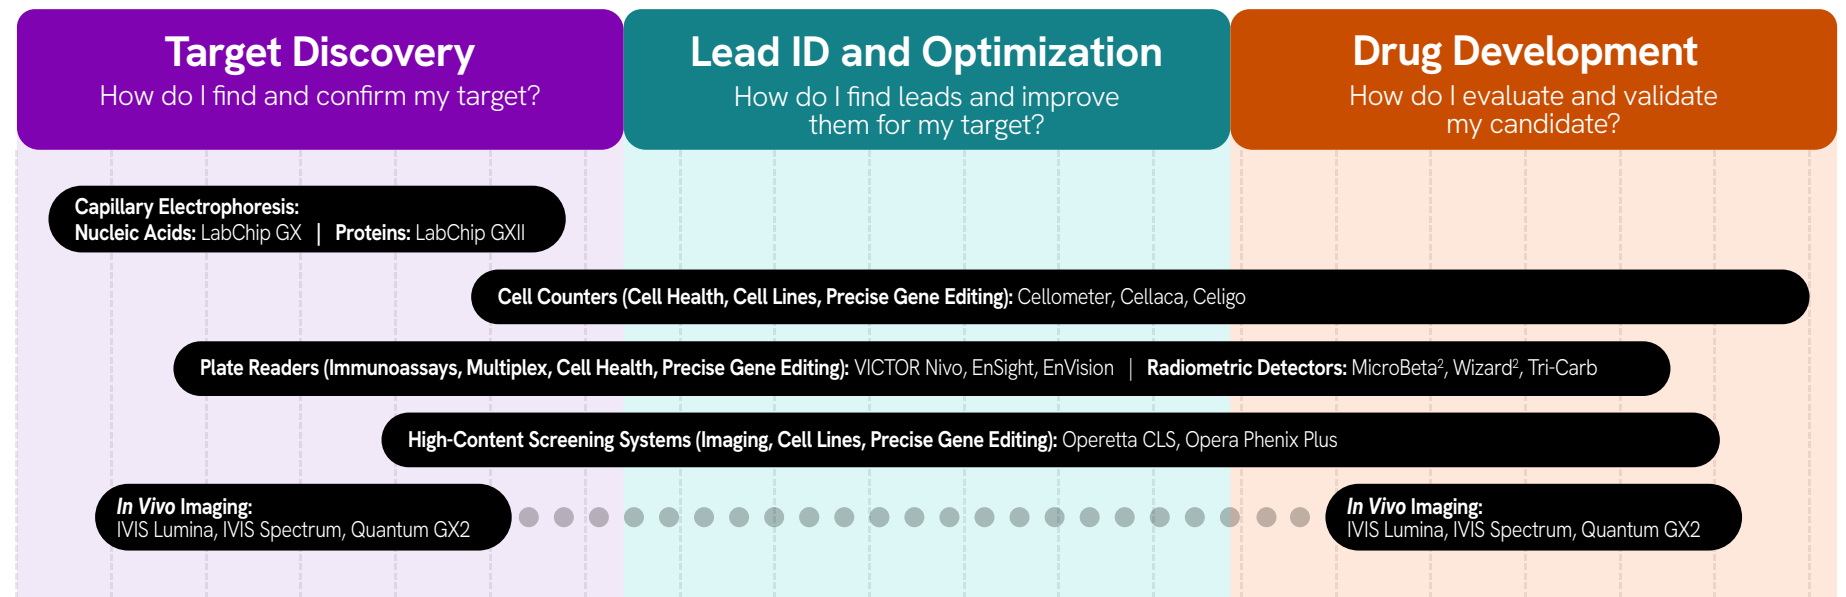 Target Discovery
How do I find and confirm my target?
Lead ID and Optimization
How do I find leads and improve
them for my target?
Drug Development
How do I evaluate and validate
my candidate?
Capillary Electrophoresis:
Nucleic Acids: LabChip GX | Proteins: LabChip GXII
Cell Counters (Cell Health, Cell Lines, Precise Gene Editing): Cellometer, Cellaca, Celigo
Plate Readers (Immunoassays, Multiplex, Cell Health, Precise Gene Editing): VICTOR Nivo, EnSight, EnVision | Radiometric Detectors: MicroBeta², Wizard², Tri-Carb
High-Content Screening Systems (Imaging, Cell Lines, Precise Gene Editing): Operetta CLS, Opera Phenix Plus
In Vivo Imaging:
IVIS Lumina, IVIS Spectrum, Quantum GX2
In Vivo Imaging:
IVIS Lumina, IVIS Spectrum, Quantum GX2